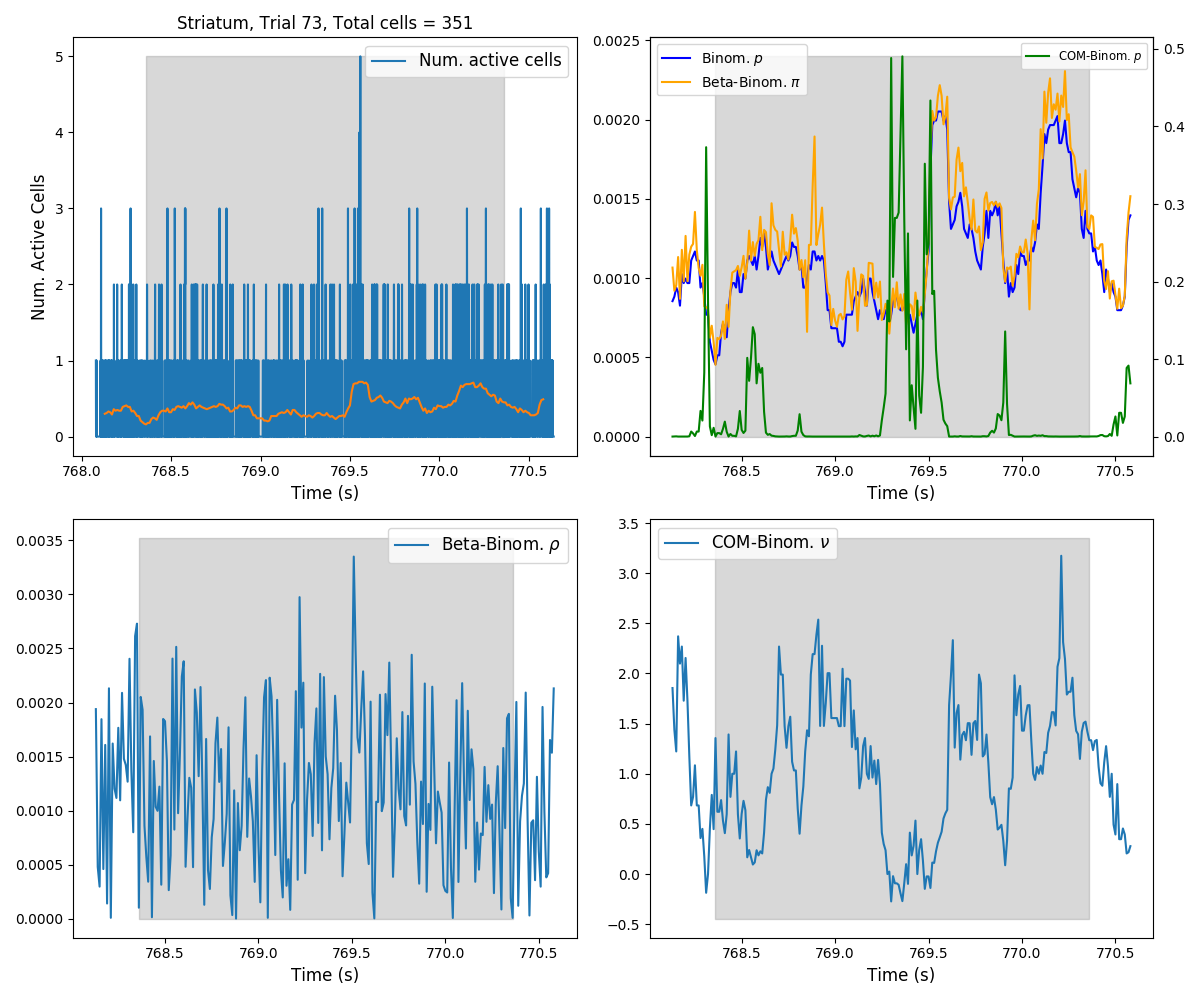 Striatum, Trial 73, Total cells = 351
Num. active cells
Num. Active Cells
5
4
3
2
1
0
768.0 768.5 769.0 769.5 770.0 770.5
Time (s)
Binom. p
Beta-Binom. π
COM-Binom. p
0.0025
0.0020
0.0015
0.0010
0.0005
0.0000
0.5
0.4
0.3
0.2
0.1
0.0
768.5 769.0 769.5 770.0 770.5
Time (s)
Beta-Binom. ρ
0.0035
0.0030
0.0025
0.0020
0.0015
0.0010
0.0005
0.0000
768.5 769.0 769.5 770.0 770.5
Time (s)
COM-Binom. ν
3.5
3.0
2.5
2.0
1.5
1.0
0.5
0.0
−0.5
768.5 769.0 769.5 770.0 770.5
Time (s)